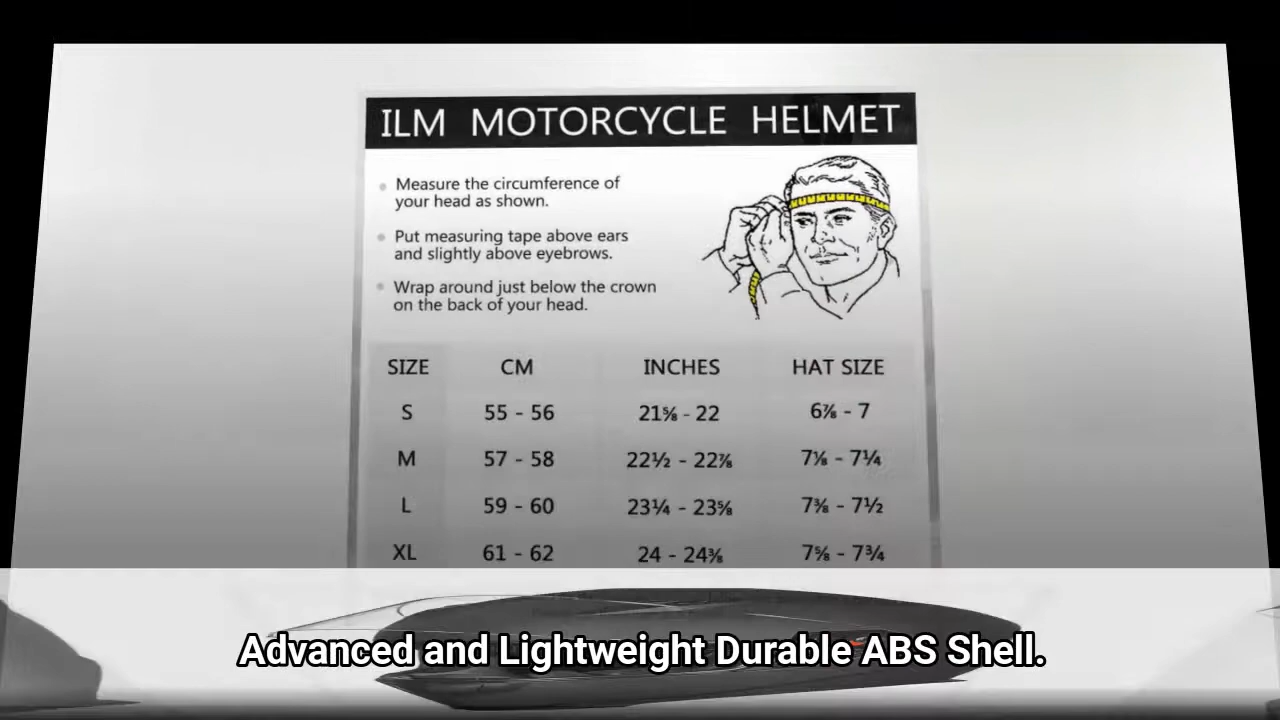 ILM MOTORCYCLE HELMET
Measure the circumference of
your head as shown.
Put measuring tape above ears
and slightly above eyebrows.
Wrap around just below the crown
on the back of your head.
SIZE CM INCHES HAT SIZE
S 55 - 56 21⅝ - 22 6⅞ - 7
M 57 - 58 22½ - 22⅞ 7⅛ - 7¼
L 59 - 60 23¼ - 23⅝ 7⅜ - 7½
XL 61 - 62 24 - 24⅜ 7⅝ - 7¾
Advanced and Lightweight Durable ABS Shell.